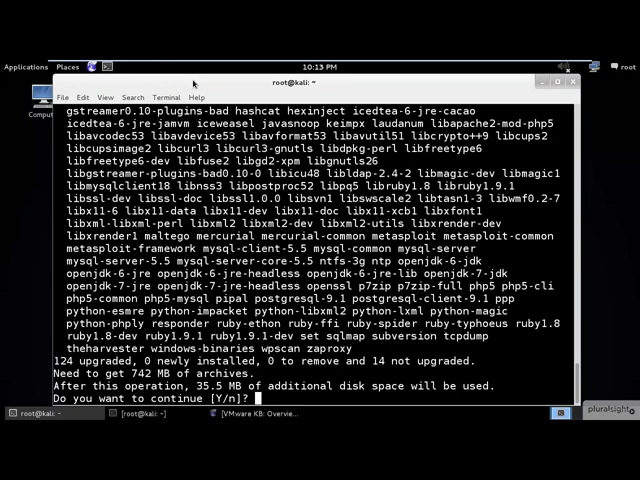 Applications Places 10:13 PM root
Comput
root@kali: ~
File Edit View Search Terminal Help
gstreamer0.10-plugins-bad hashcat hexinject icedtea-6-jre-cacao
icedtea-6-jre-jamvm iceweasel javasnoop keimpx laudanum libapache2-mod-php5
libavcodec53 libavdevice53 libavformat53 libavutil51 libcrypto++9 libcups2
libcupsimage2 libcurl3 libcurl3-gnutls libdpkg-perl libfreetype6
libfreetype6-dev libfuse2 libgd2-xpm libgnutls26
libgstreamer-plugins-bad0.10-0 libicu48 libldap-2.4-2 libmagic-dev libmagic1
libmysqlclient18 libnss3 libpostproc52 libpq5 libruby1.8 libruby1.9.1
libssl-dev libssl-doc libssl1.0.0 libsvn1 libswscale2 libtasn1-3 libwmf0.2-7
libx11-6 libx11-data libx11-dev libx11-doc libx11-xcb1 libxfont1
libxml-libxml-perl libxml2 libxml2-dev libxml2-utils libxrender-dev
libxrender1 maltego mercurial mercurial-common metasploit metasploit-common
metasploit-framework mysql-client-5.5 mysql-common mysql-server
mysql-server-5.5 mysql-server-core-5.5 ntfs-3g ntp openjdk-6-jdk
openjdk-6-jre openjdk-6-jre-headless openjdk-6-jre-lib openjdk-7-jdk
openjdk-7-jre openjdk-7-jre-headless openssl p7zip p7zip-full php5 php5-cli
php5-common php5-mysql pipal postgresql-9.1 postgresql-client-9.1 ppp
python-esmre python-impacket python-libxml2 python-lxml python-magic
python-phply responder ruby-ethon ruby-ffi ruby-spider ruby-typhoeus ruby1.8
ruby1.8-dev ruby1.9.1 ruby1.9.1-dev set sqlmap subversion tcpdump
theharvester windows-binaries wpscan zaproxy
124 upgraded, 0 newly installed, 0 to remove and 14 not upgraded.
Need to get 742 MB of archives.
After this operation, 35.5 MB of additional disk space will be used.
Do you want to continue [Y/n]?
root@kali: ~ [root@kali: ~] [VMware KB: Overvie...
pluralsight